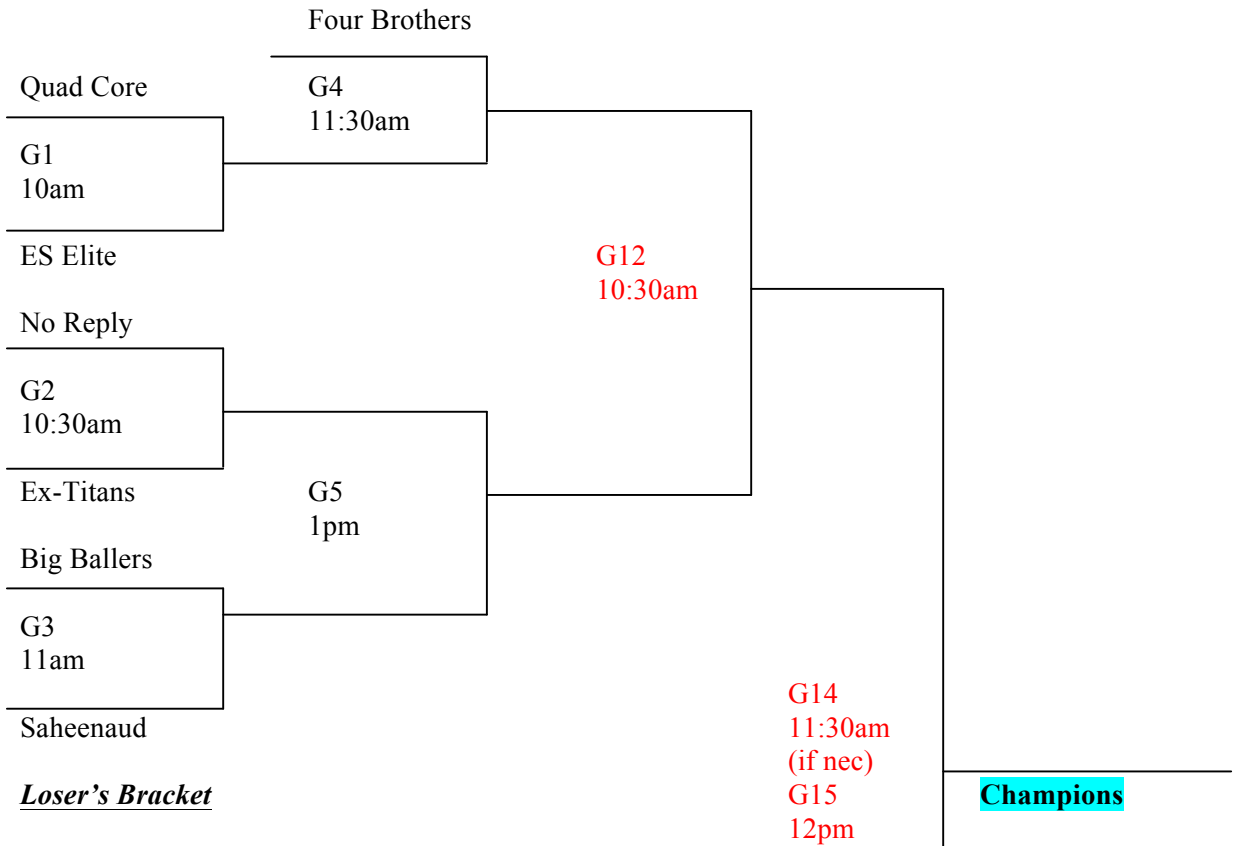 Four Brothers
Quad Core
G4
11:30am
G1
10am
ES Elite
G12
10:30am
No Reply
G2
10:30am
Ex-Titans
G5
1pm
Big Ballers
G3
11am
Saheenaud
G14
11:30am
(if nec)
G15
12pm
Loser’s Bracket
Champions